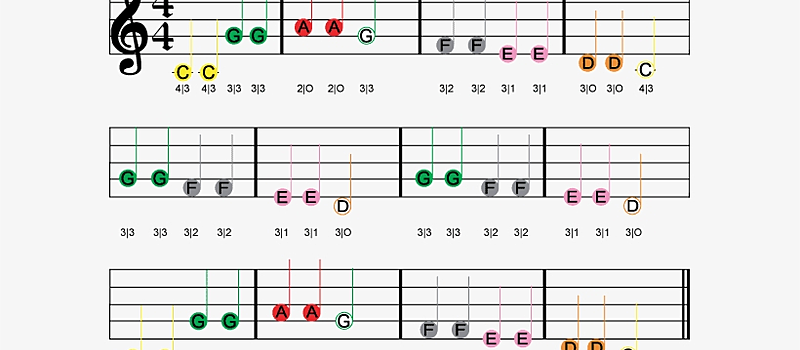 4
4
C C G G A A G F F E E D D C
4|3 4|3 3|3 3|3 2|O 2|O 3|3 3|2 3|2 3|1 3|1 3|O 3|O 4|3
G G F F E E D G G F F E E D
3|3 3|3 3|2 3|2 3|1 3|1 3|O 3|3 3|3 3|2 3|2 3|1 3|1 3|O
G G A A G F F E E D D